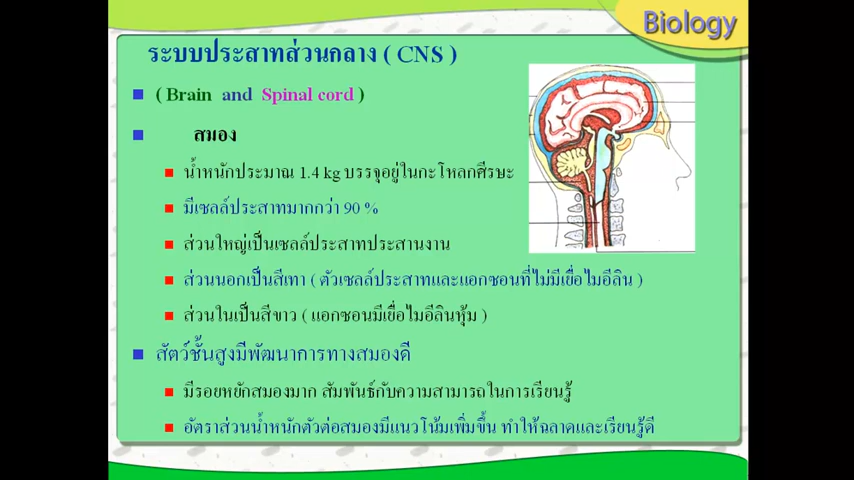 Biology
ระบบประสาทส่วนกลาง ( CNS )
( Brain and Spinal cord )
สมอง
น้ำหนักประมาณ 1.4 kg บรรจุอยู่ในกะโหลกศีรษะ
มีเซลล์ประสาทมากกว่า 90 %
ส่วนใหญ่เป็นเซลล์ประสาทประสานงาน
ส่วนนอกเป็นสีเทา ( ตัวเซลล์ประสาทและแอกซอนที่ไม่มีเยื่อไมอีลิน )
ส่วนในเป็นสีขาว ( แอกซอนมีเยื่อไมอีลินหุ้ม )
สัตว์ชั้นสูงมีพัฒนาการทางสมองดี
มีรอยหยักสมองมาก สัมพันธ์กับความสามารถในการเรียนรู้
อัตราส่วนน้ำหนักตัวต่อสมองมีแนวโน้มเพิ่มขึ้น ทำให้ฉลาดและเรียนรู้ดี